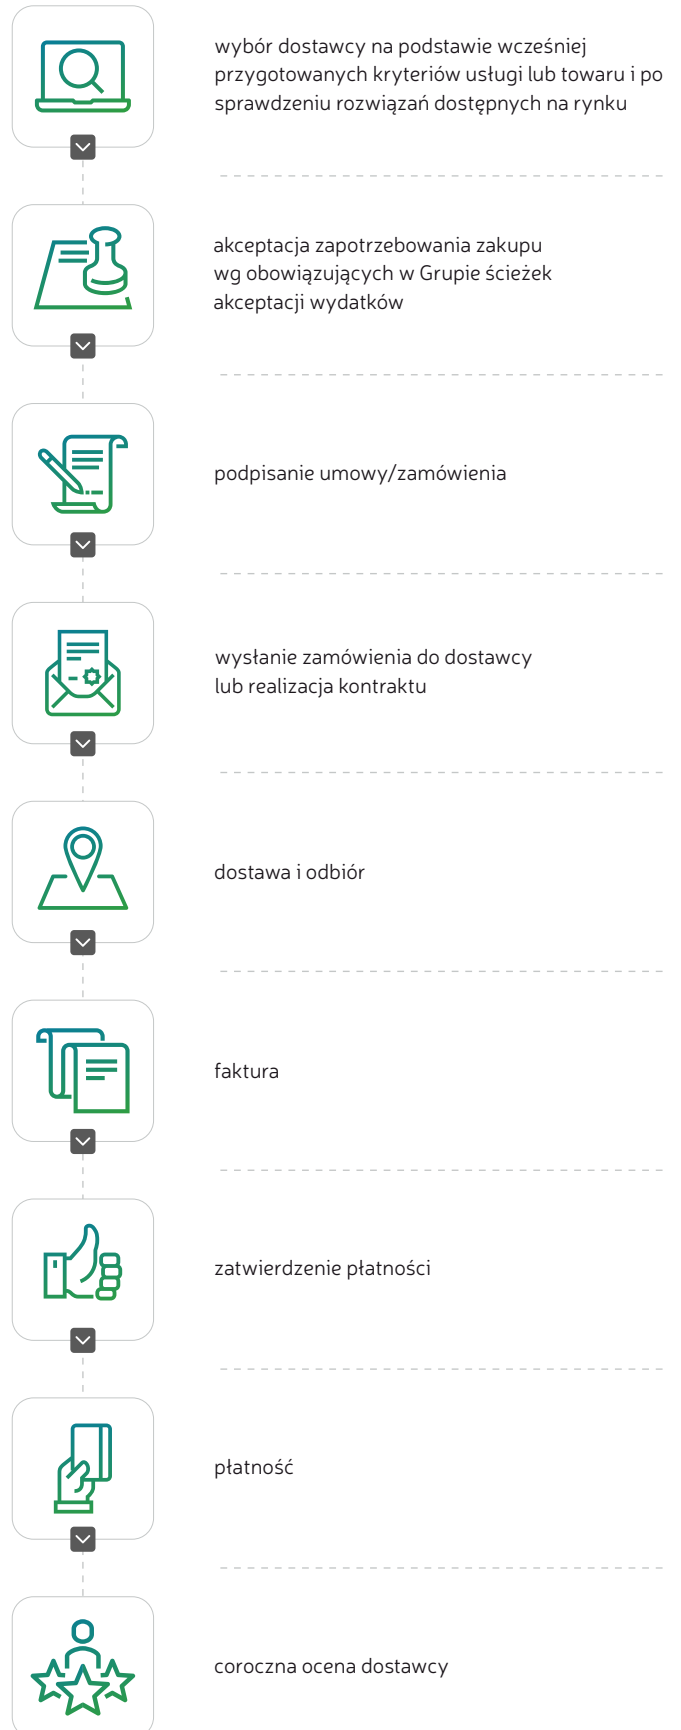 wybór dostawcy na podstawie wcześniej
przygotowanych kryteriów usługi lub towaru i po
sprawdzeniu rozwiązań dostępnych na rynku
akceptacja zapotrzebowania zakupu
wg obowiązujących w Grupie ścieżek
akceptacji wydatków
podpisanie umowy/zamówienia
wysłanie zamówienia do dostawcy
lub realizacja kontraktu
dostawa i odbiór
faktura
zatwierdzenie płatności
płatność
coroczna ocena dostawcy